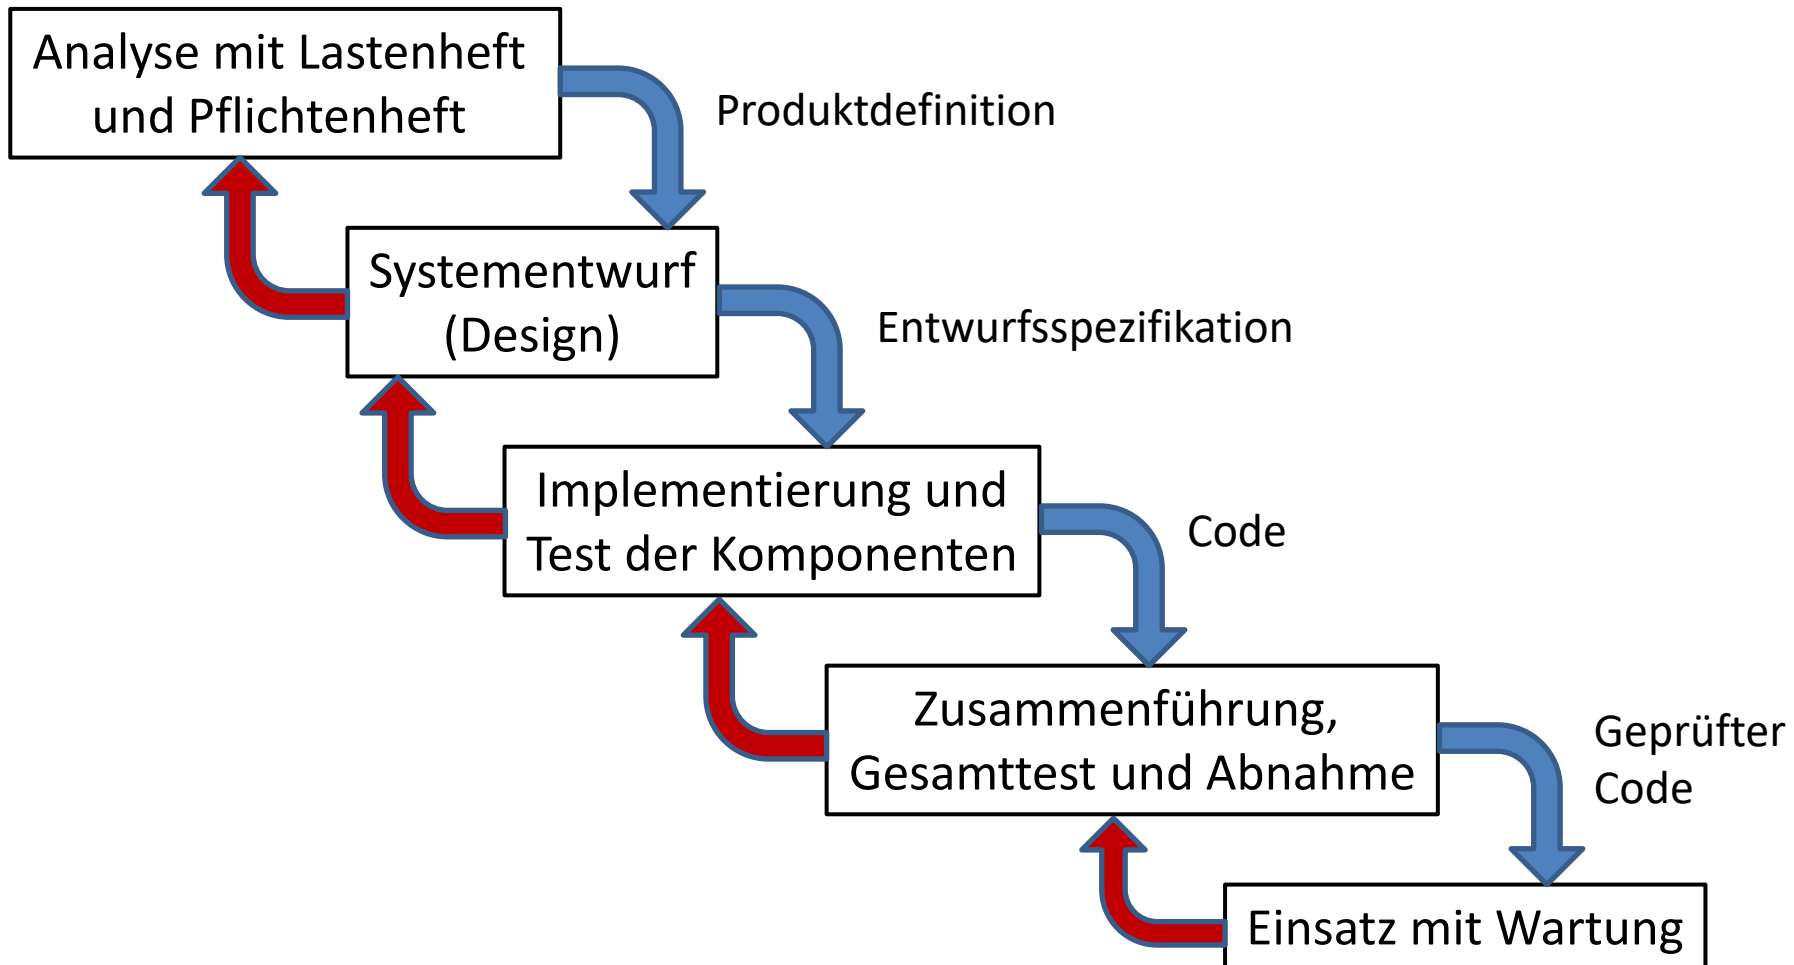 Analyse mit Lastenheft
und Pflichtenheft
Produktdefinition
Systementwurf
(Design)
Entwurfsspezifikation
Implementierung und
Test der Komponenten
Code
Zusammenführung,
Gesamttest und Abnahme
Geprüfter
Code
Einsatz mit Wartung